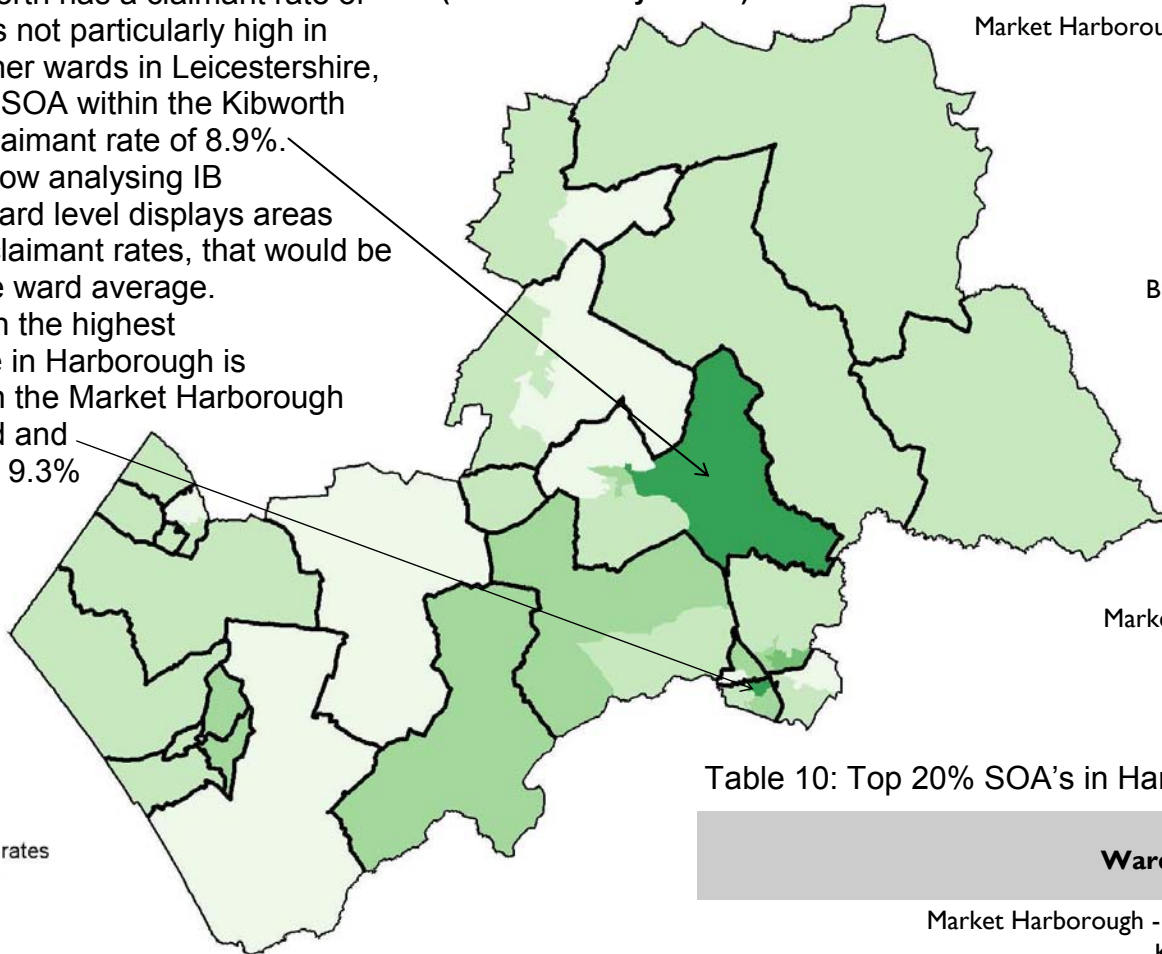 has a claimant rate of
s not particularly high in
her wards in Leicestershire,
SOA within the Kibworth
aimant rate of 8.9%.
ow analysing IB
ard level displays areas
claimant rates, that would be
e ward average.
n the highest
e in Harborough is
n the Market Harborough
d and
9.3%
rates
Market Harborou
B
Marke
Table 10: Top 20% SOA's in Har
Ward
Market Harborough -
K